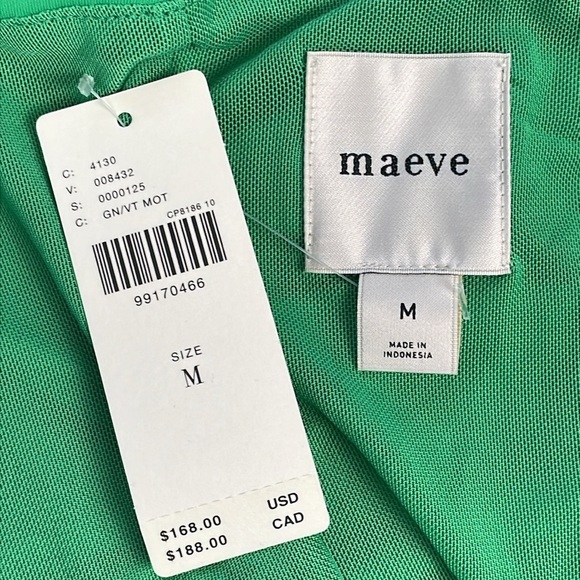 C: 4130
V: 008432
S: 0000125
C: GN/VT MOT
CP8186 10
99170466
SIZE
M
$168.00 USD
$188.00 CAD
maeve
M
MADE IN
INDONESIA